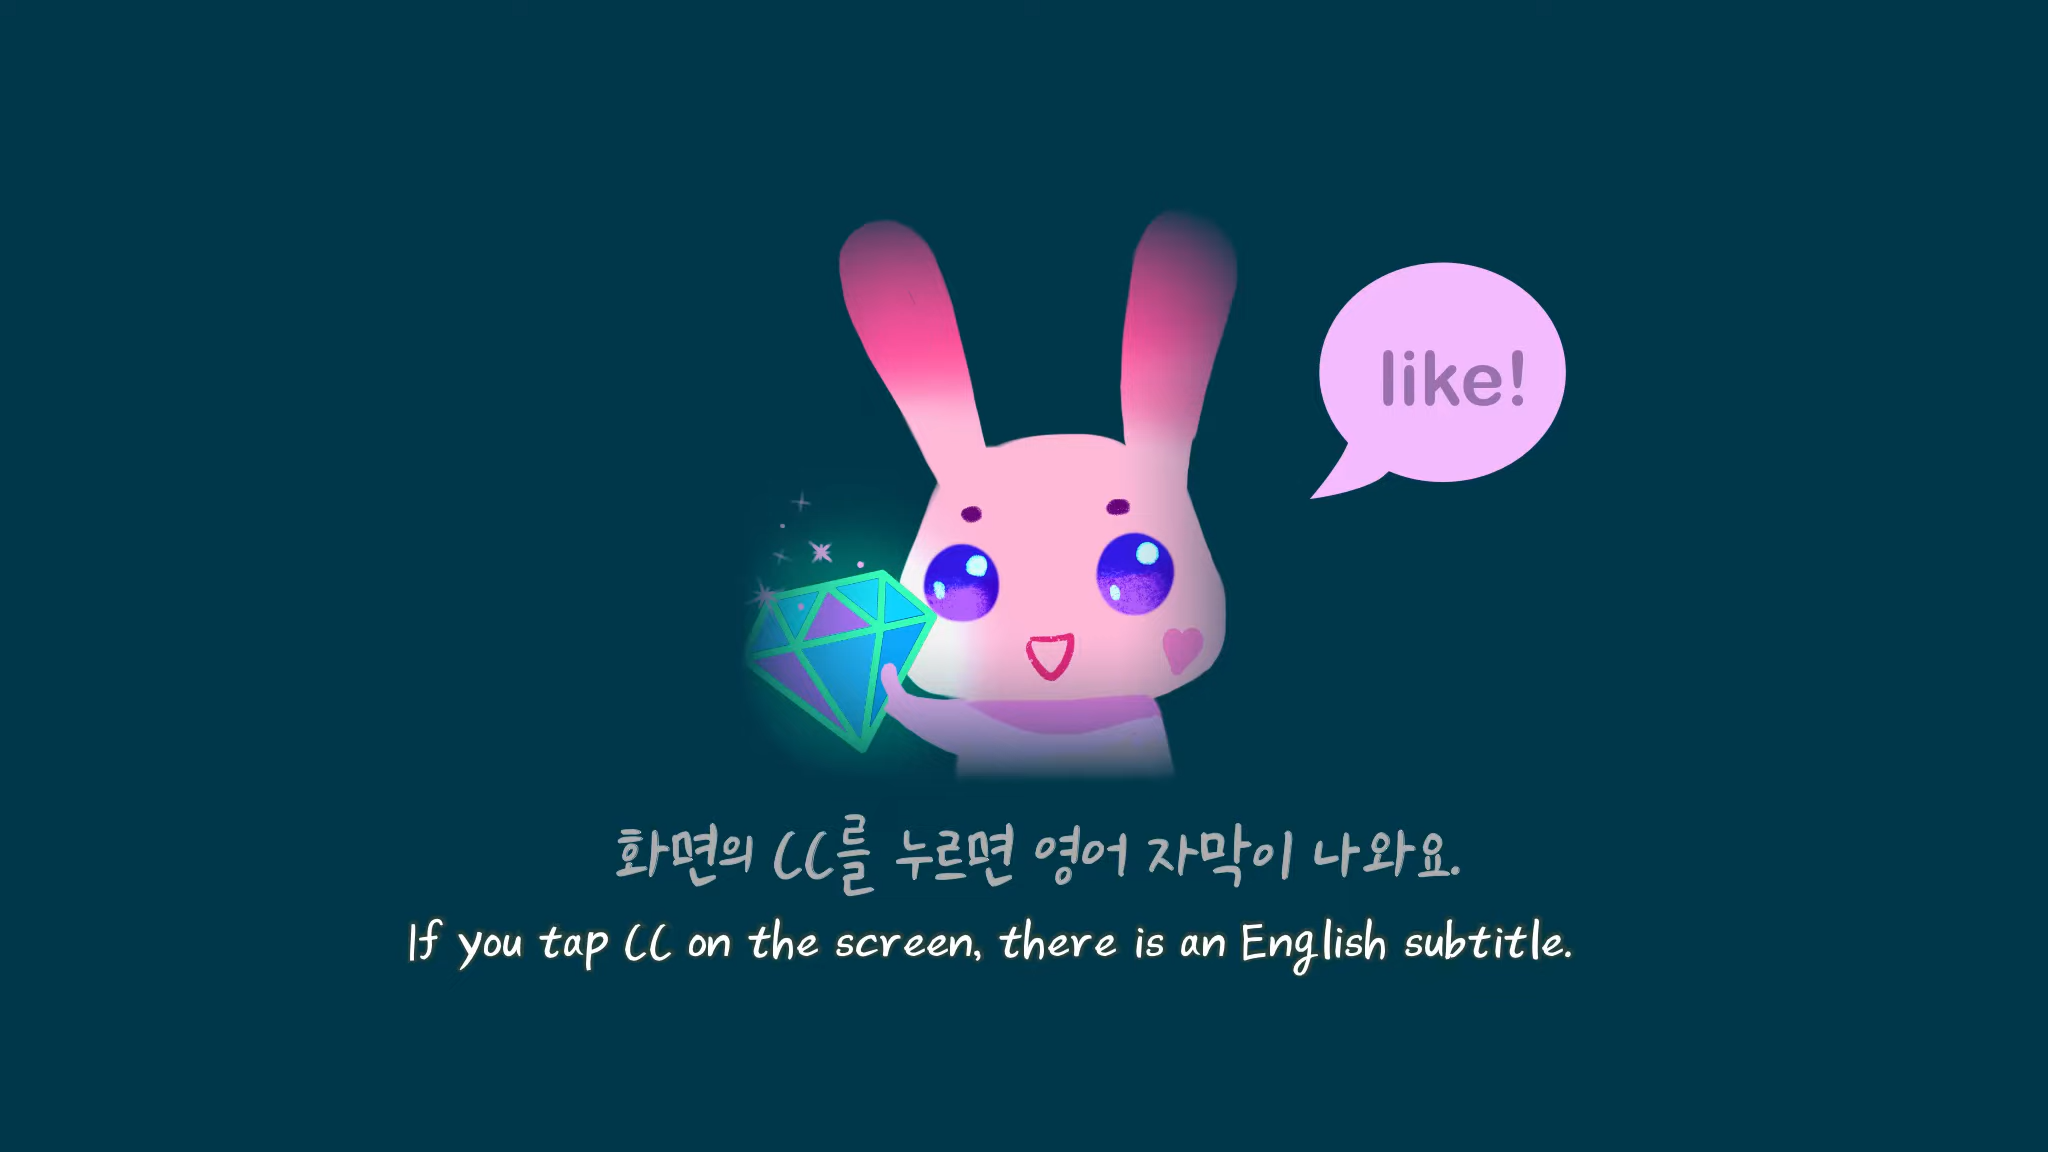 like!
화면의 CC를 누르면 영어 자막이 나와요.
If you tap CC on the screen, there is an English subtitle.